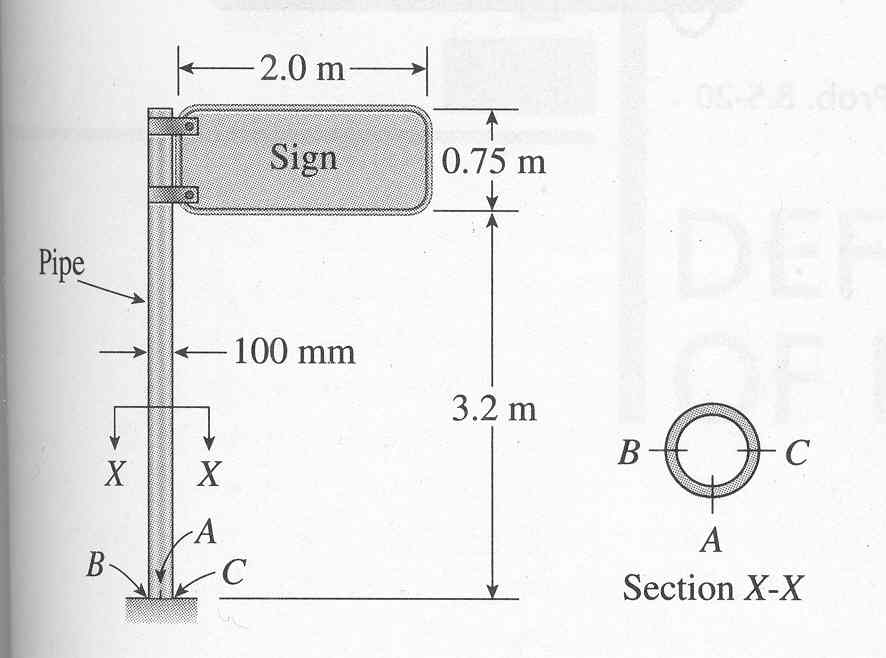 2.0 m
Sign
0.75 m
Pipe
100 mm
3.2 m
X X
B
A
C
B C
A
Section X-X